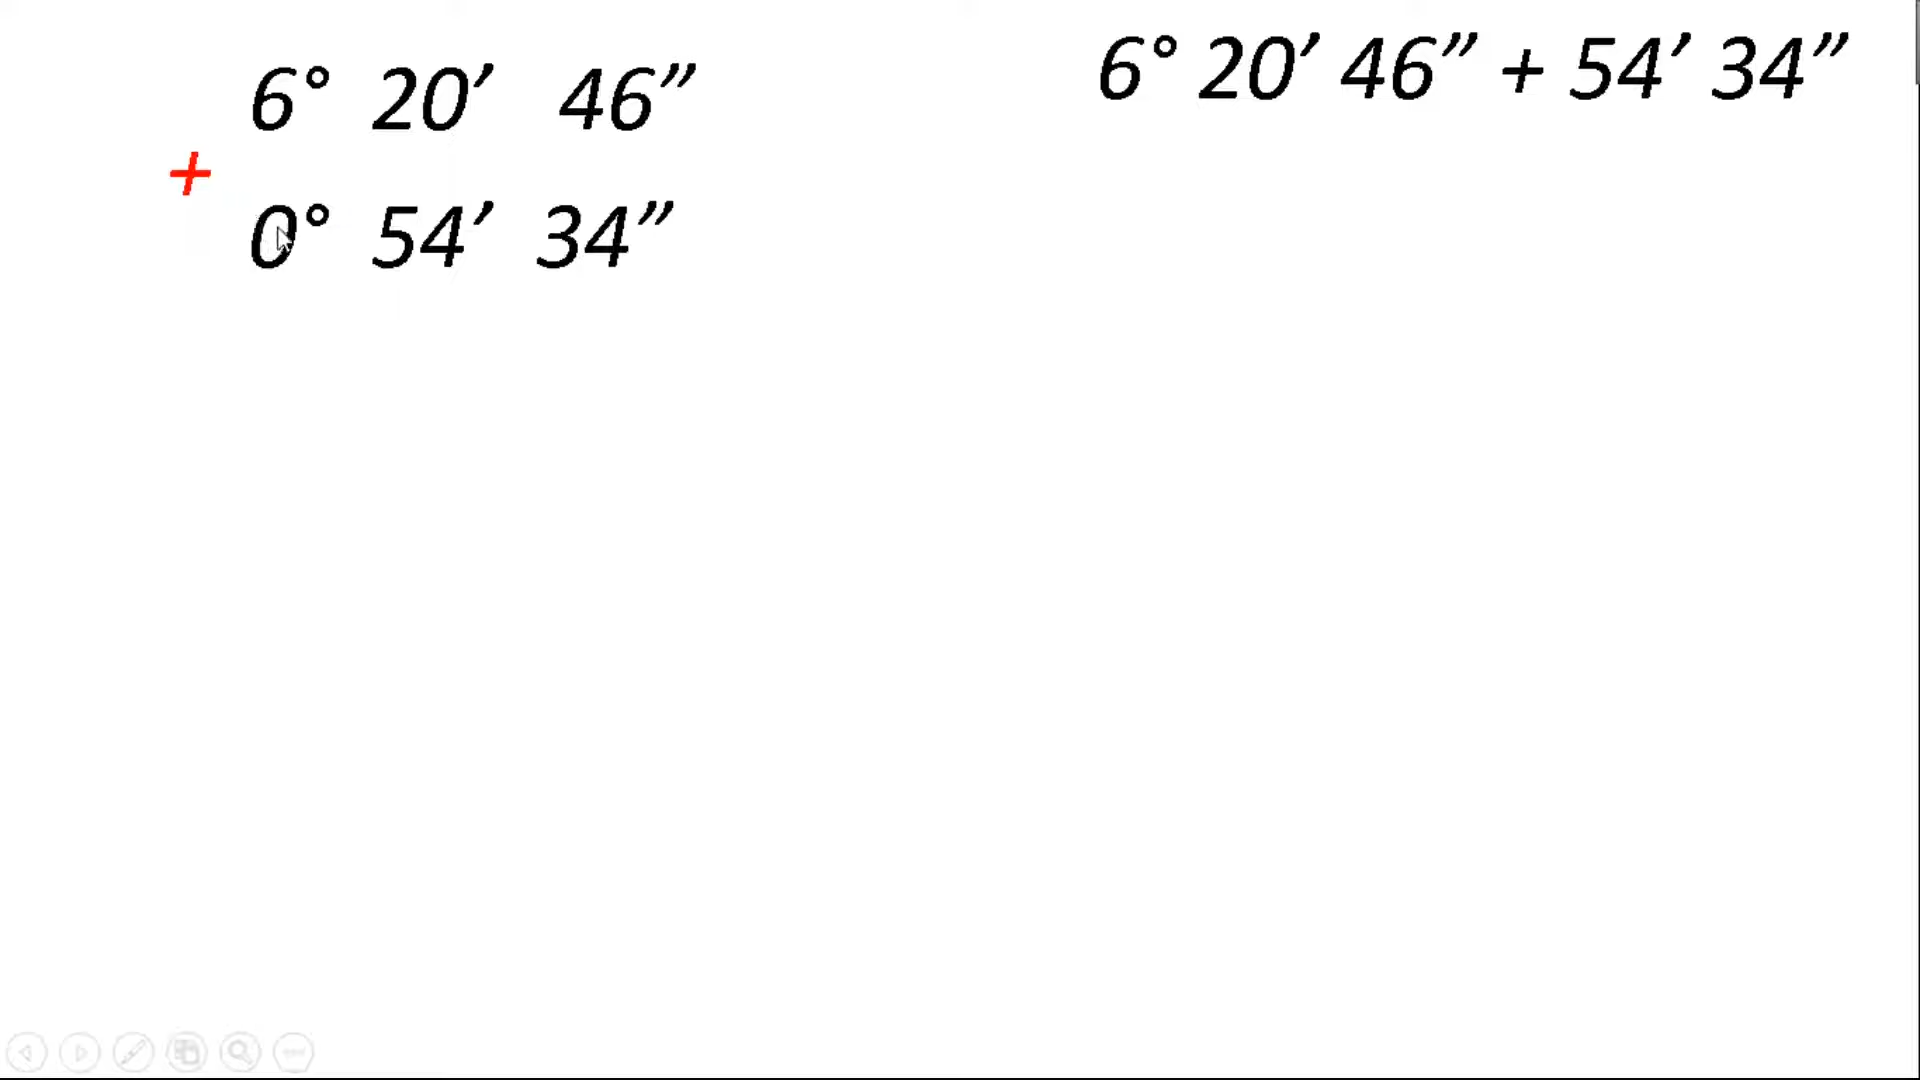 6° 20’ 46” + 54’ 34”
6° 20’ 46”
+
0° 54’ 34”